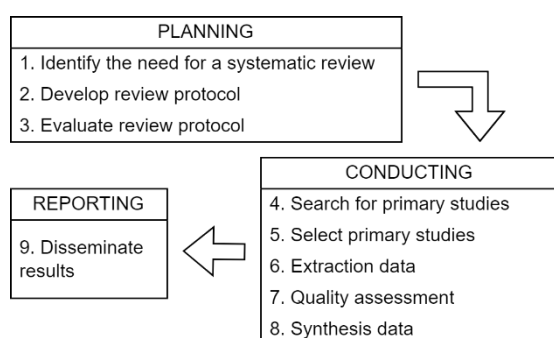 PLANNING
1. Identify the need for a systematic review
2. Develop review protocol
3. Evaluate review protocol
CONDUCTING
4. Search for primary studies
5. Select primary studies
6. Extraction data
7. Quality assessment
8. Synthesis data
REPORTING
9. Disseminate
results